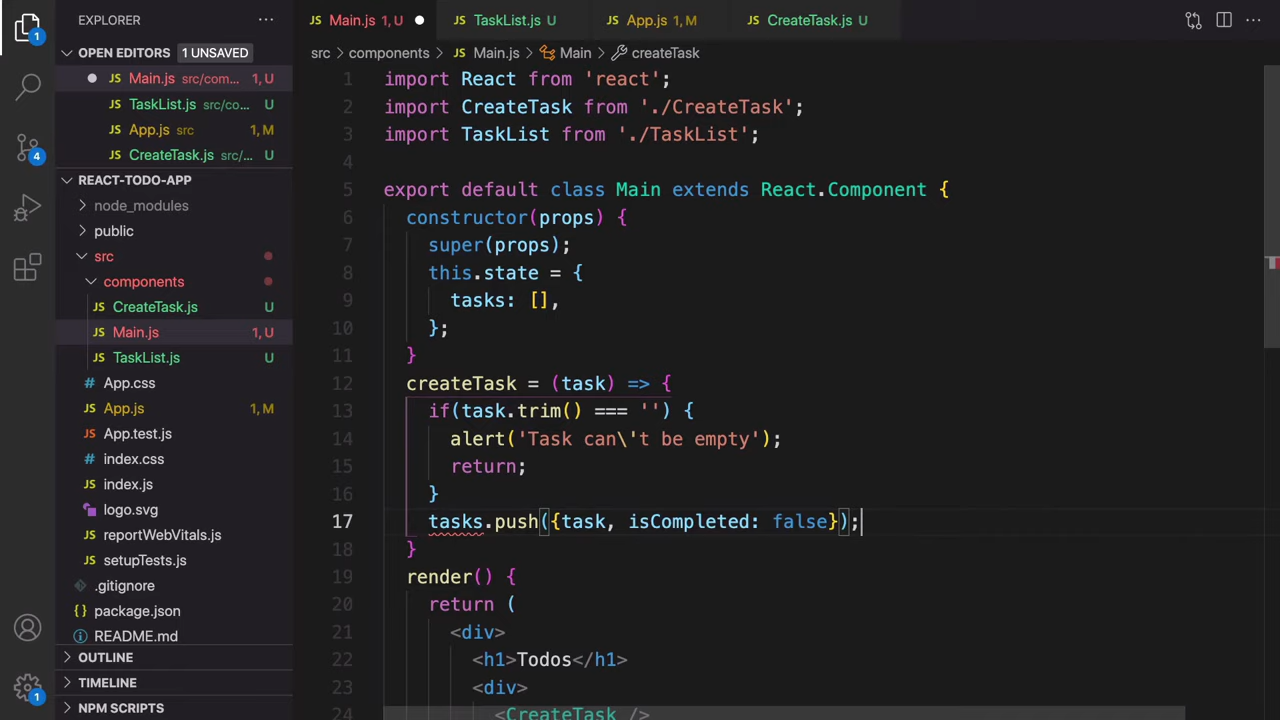 EXPLORER
Main.js 1, U
TaskList.js U
App.js 1, M
CreateTask.js U
OPEN EDITORS 1 UNSAVED
Main.js src/com... 1, U
TaskList.js src/co... U
App.js src 1, M
CreateTask.js src/... U
REACT-TODO-APP
node_modules
public
src
components
CreateTask.js U
Main.js 1, U
TaskList.js U
App.css
App.js 1, M
App.test.js
index.css
index.js
logo.svg
reportWebVitals.js
setupTests.js
.gitignore
package.json
README.md
OUTLINE
TIMELINE
NPM SCRIPTS
1
4
1
src > components > JS Main.js > Main > createTask
1 import React from 'react';
2 import CreateTask from './CreateTask';
3 import TaskList from './TaskList';
4
5 export default class Main extends React.Component {
6 constructor(props) {
7 super(props);
8 this.state = {
9 tasks: [],
10 };
11 }
12 createTask = (task) => {
13 if(task.trim() === '') {
14 alert('Task can\'t be empty');
15 return;
16 }
17 tasks.push({task, isCompleted: false});
18 }
19 render() {
20 return (
21 <div>
22 <h1>Todos</h1>
23 <div>
24 <CreateTask />